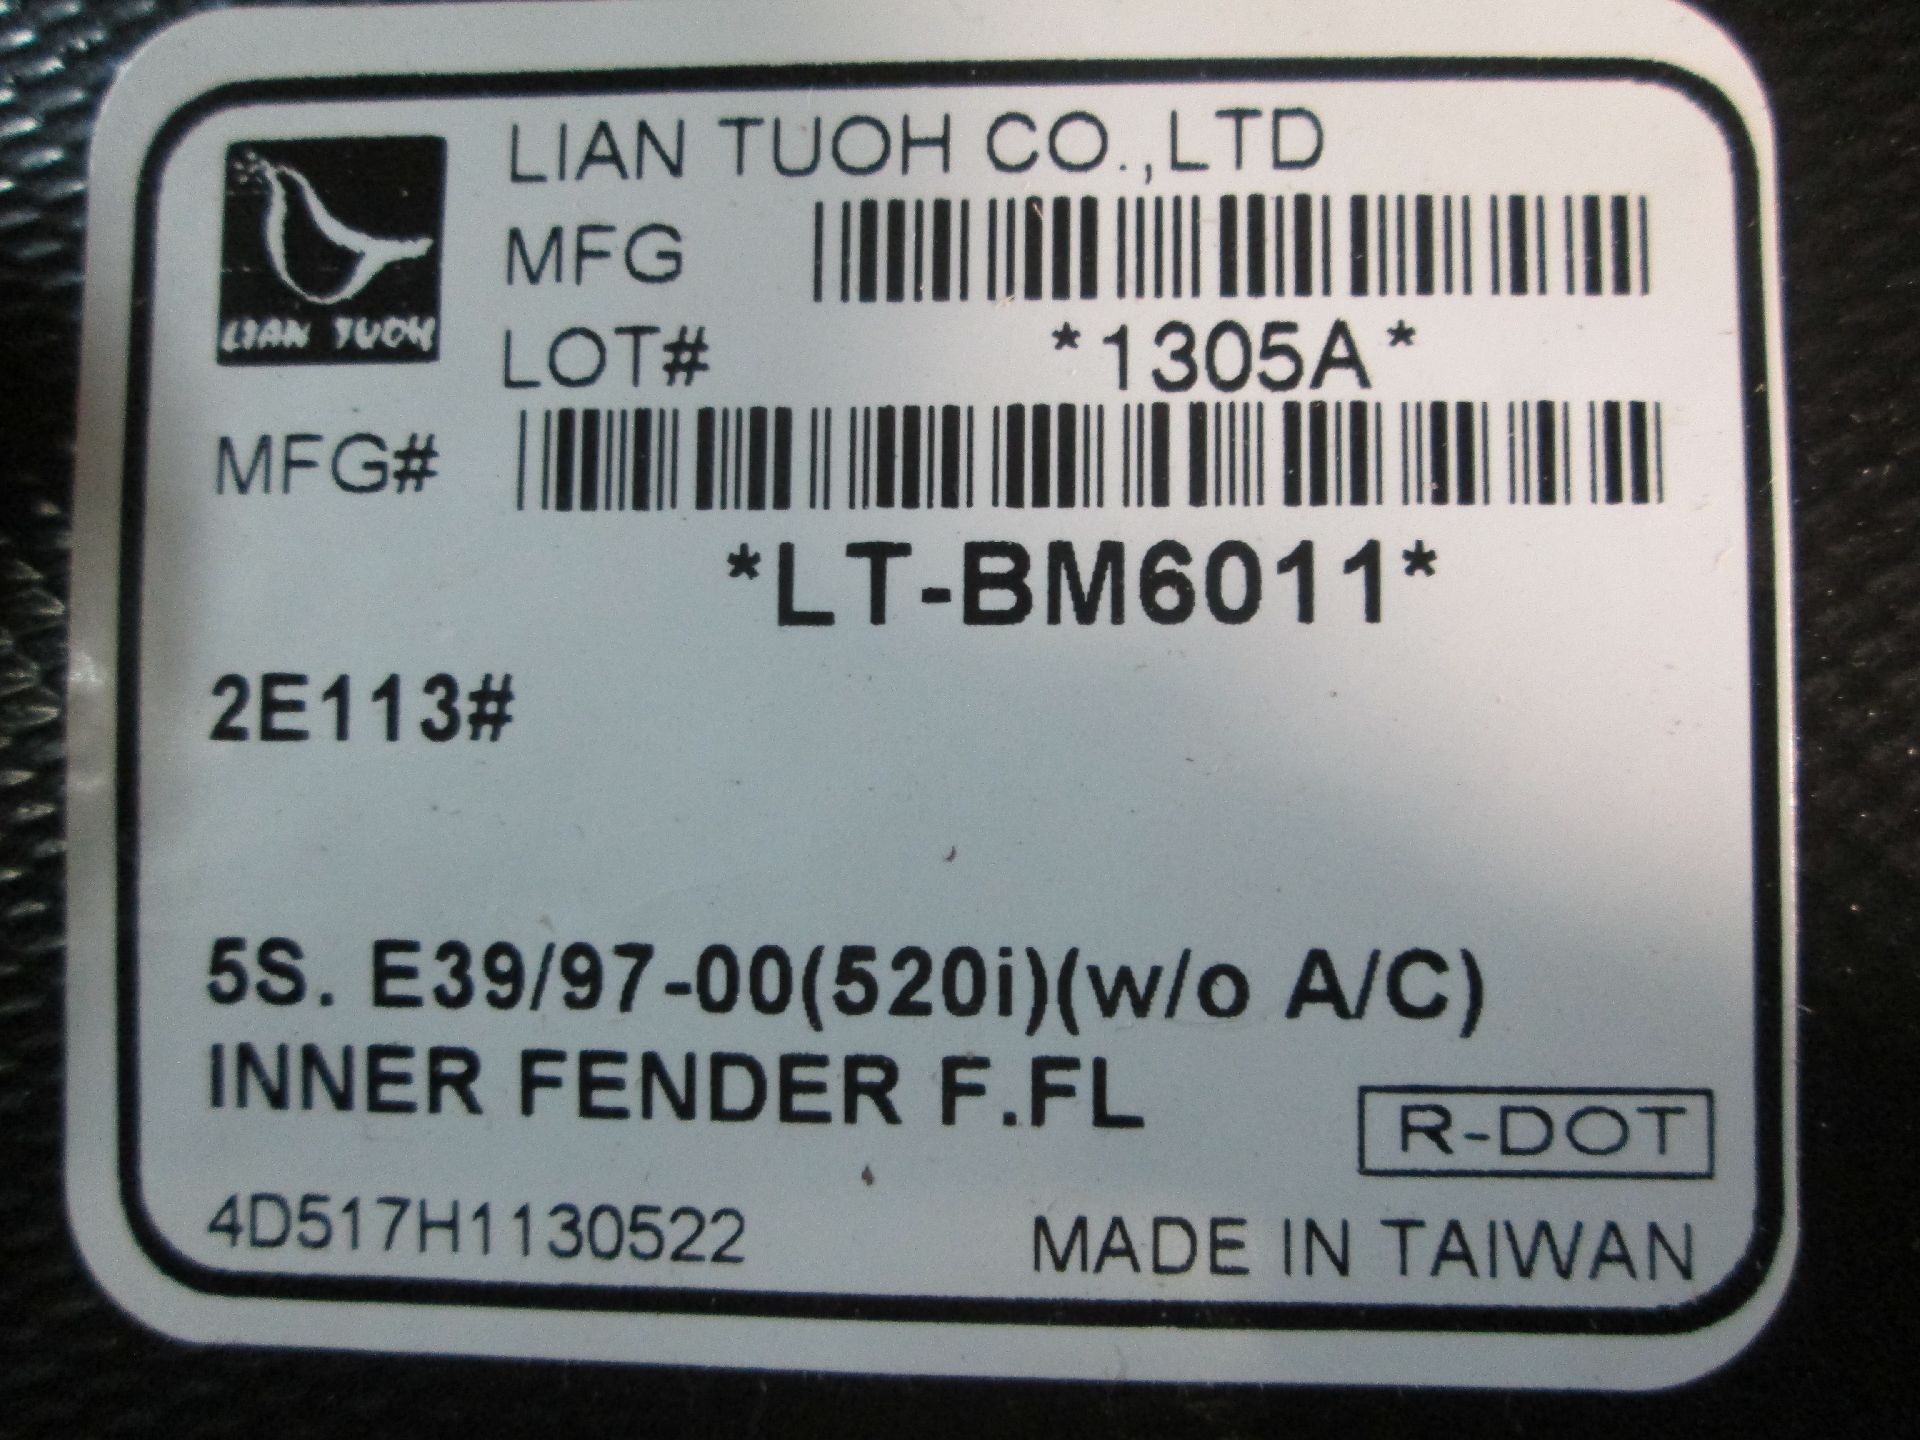 LIAN TUOH CO.,LTD
LIAN TUOH
MFG
LOT# *1305A*
MFG#
*LT-BM6011*
2E113#
5S. E39/97-00(520i)(w/o A/C)
INNER FENDER F.FL
R-DOT
4D517H1130522 MADE IN TAIWAN